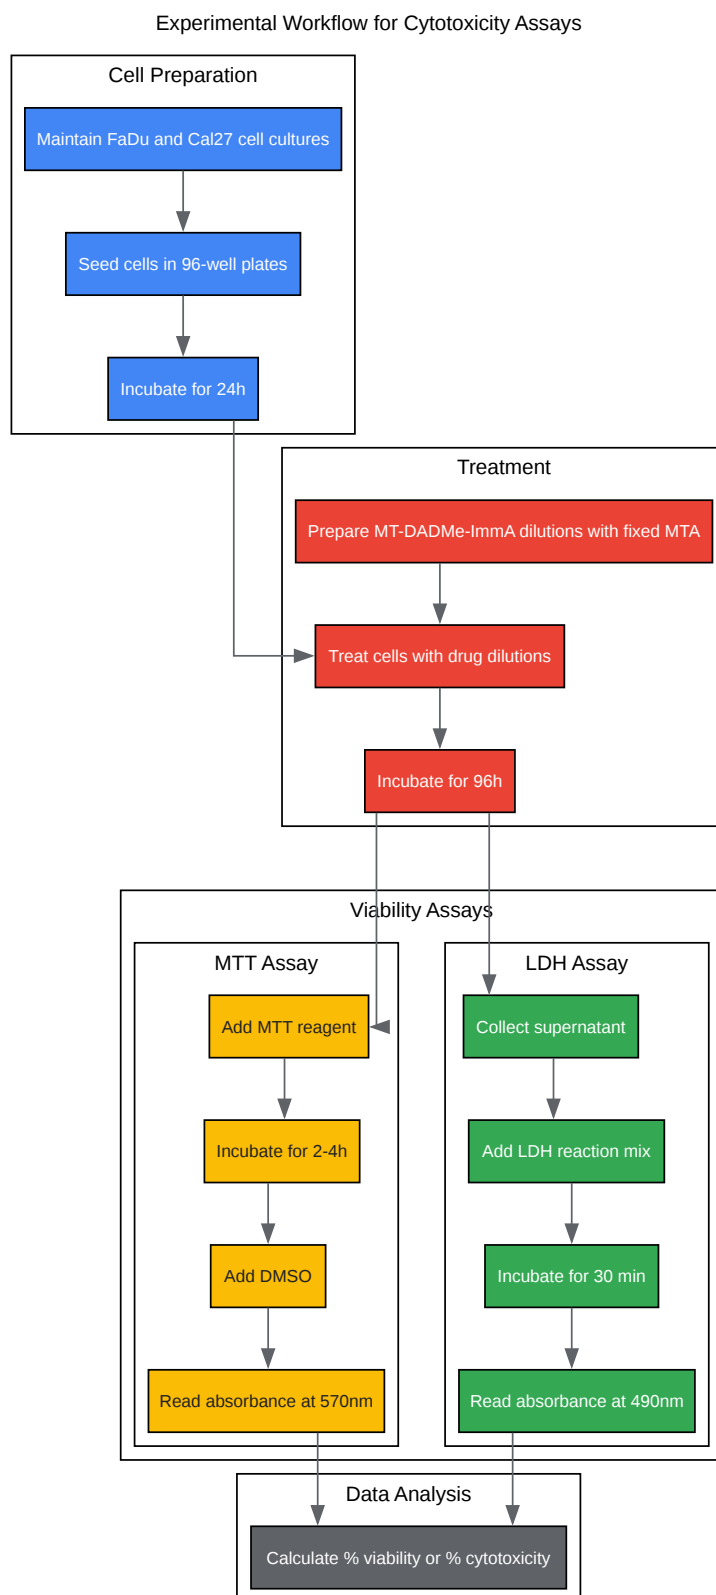 Experimental Workflow for Cytotoxicity Assays
Cell Preparation
Maintain FaDu and Cal27 cell cultures
Seed cells in 96-well plates
Incubate for 24h
Treatment
Prepare MT-DADMe-ImmA dilutions with fixed MTA
Treat cells with drug dilutions
Incubate for 96h
Viability Assays
MTT Assay
Add MTT reagent
Incubate for 2-4h
Add DMSO
Read absorbance at 570nm
LDH Assay
Collect supernatant
Add LDH reaction mix
Incubate for 30 min
Read absorbance at 490nm
Data Analysis
Calculate % viability or % cytotoxicity